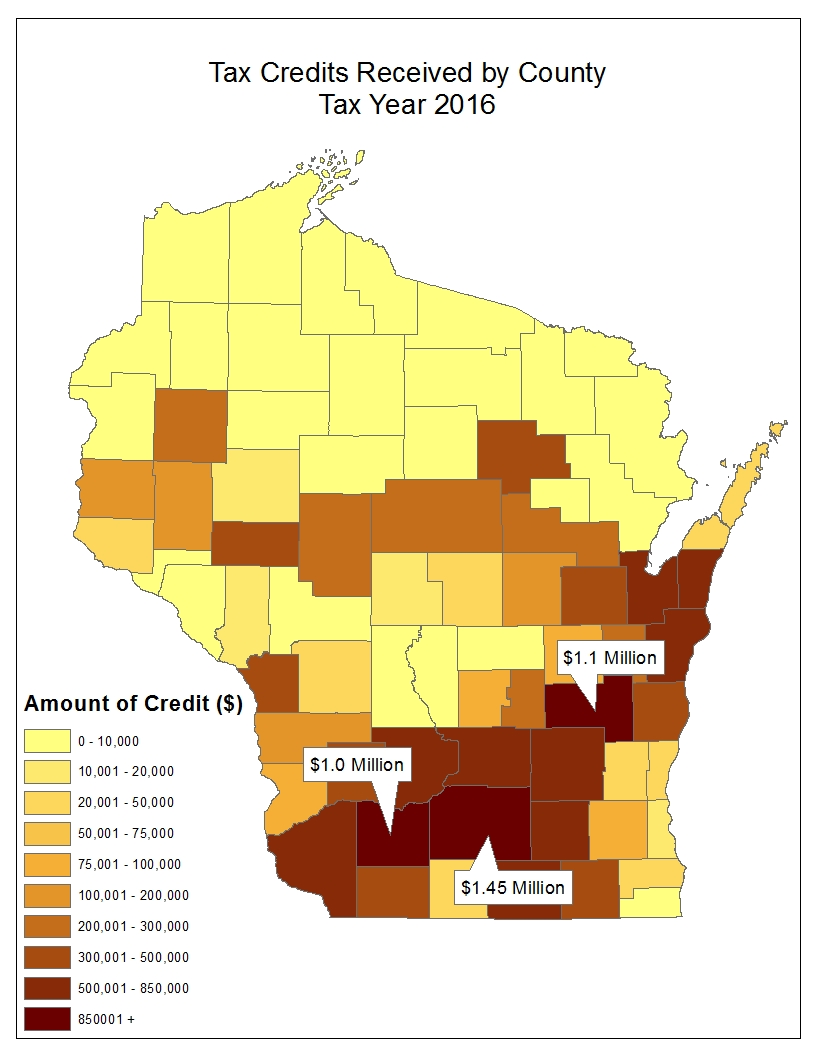 Tax Credits Received by County
Tax Year 2016
$1.1 Million
$1.0 Million
$1.45 Million
Amount of Credit ($)
0 - 10,000
10,001 - 20,000
20,001 - 50,000
50,001 - 75,000
75,001 - 100,000
100,001 - 200,000
200,001 - 300,000
300,001 - 500,000
500,001 - 850,000
850001 +